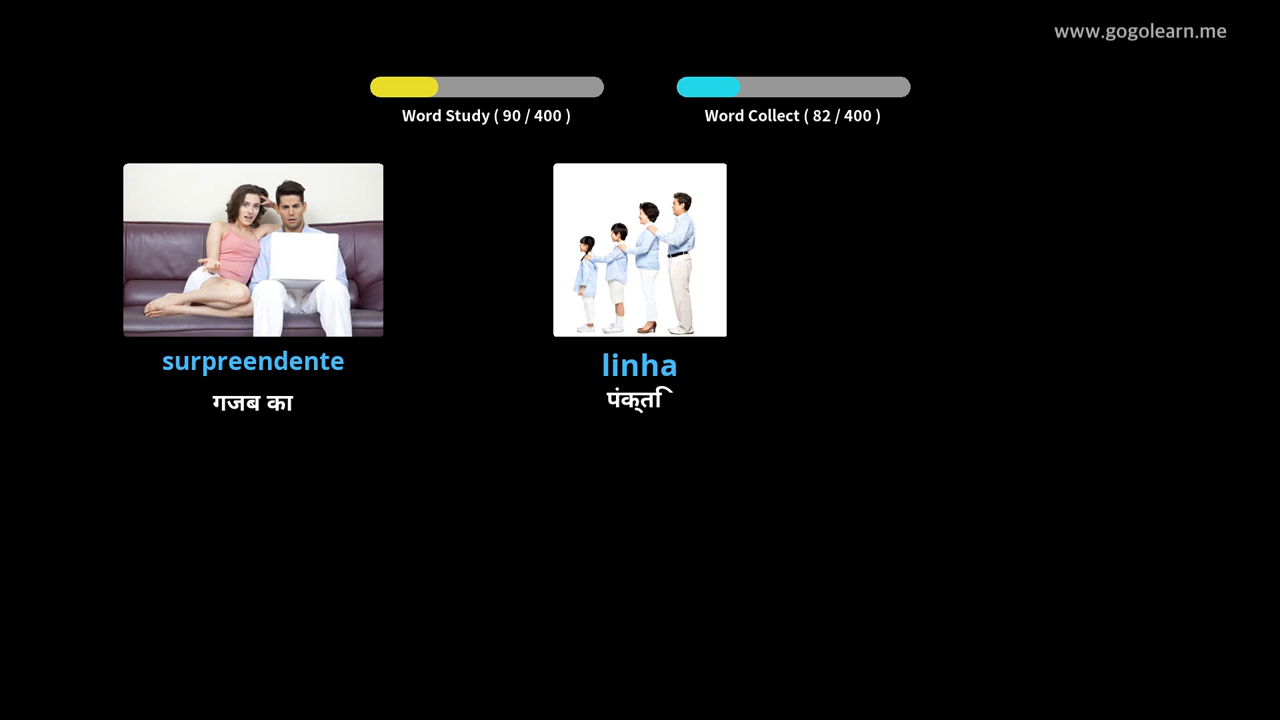 www.gogolearn.me
Word Study ( 90 / 400 )
Word Collect ( 82 / 400 )
surpreendente
गजब का
linha
पंक्ति